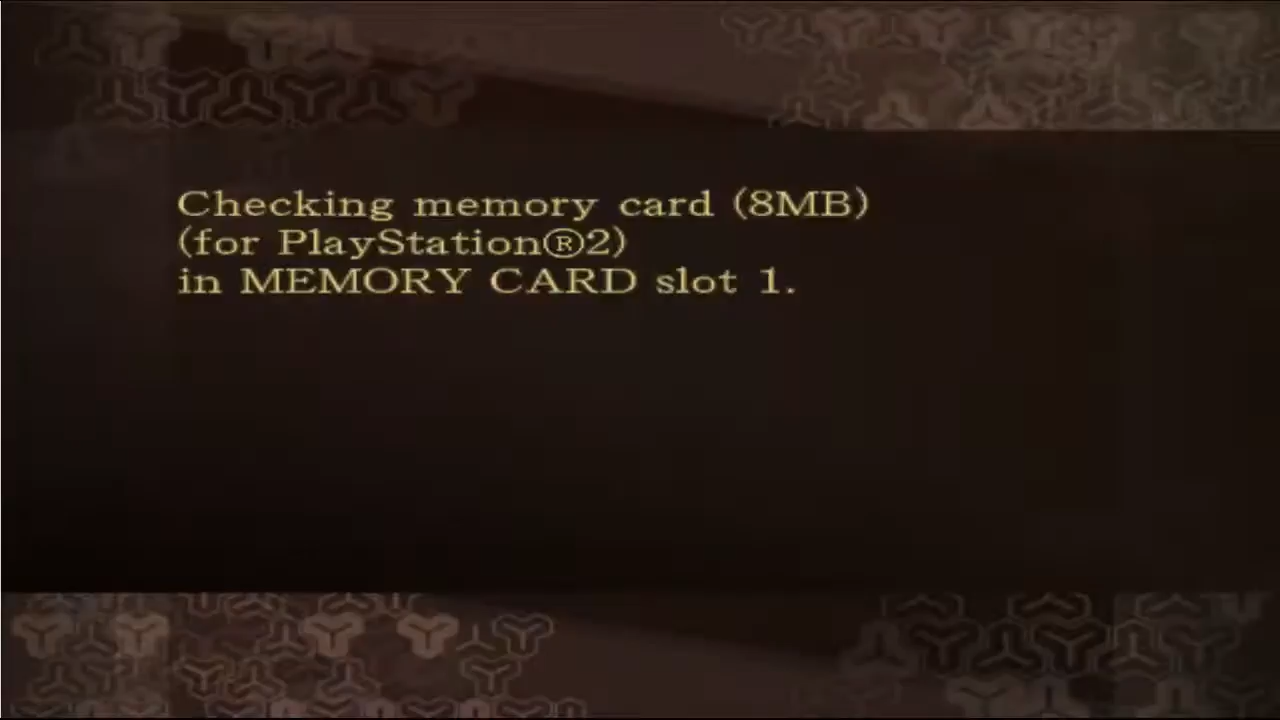 Checking memory card (8MB)
(for PlayStation®2)
in MEMORY CARD slot 1.